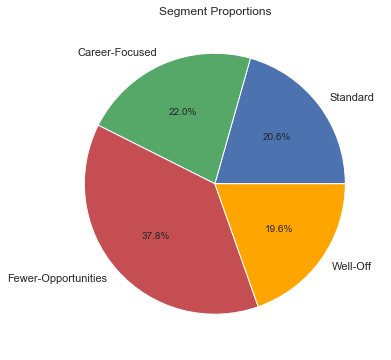 Segment Proportions
Career-Focused
Standard
22.0%
20.6%
37.8%
19.6%
Fewer-Opportunities
Well-Off